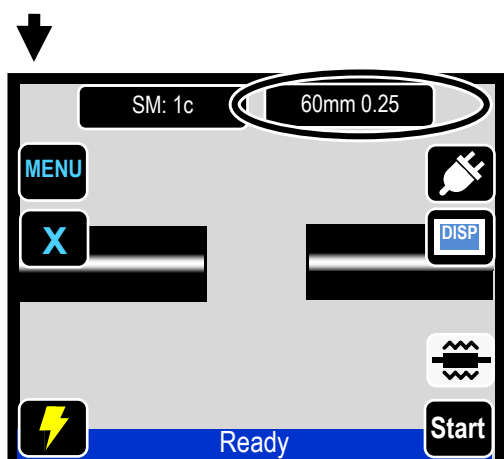 SM: 1c
60mm 0.25
MENU
X
DISP
Start
Ready